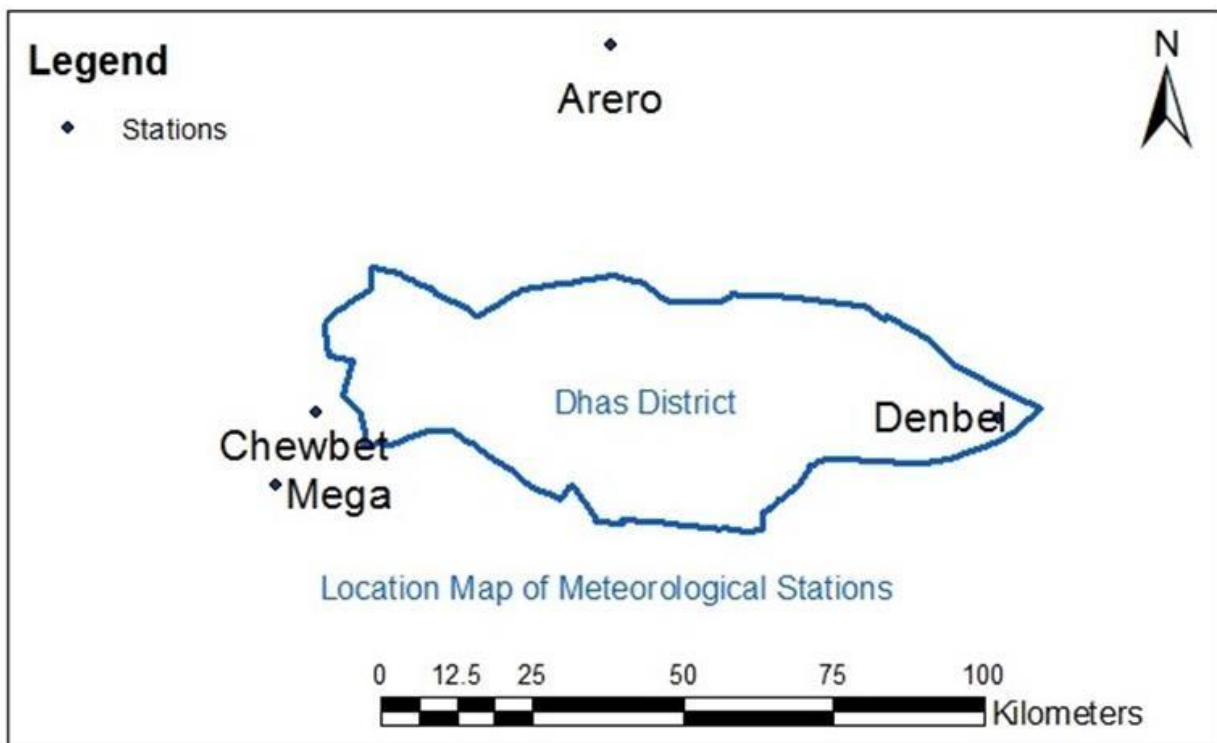 Legend
Stations
Arero
N
Dhas District
Denbel
Chewbet
Mega
Location Map of Meteorological Stations
0 12.5 25 50 75 100
Kilometers